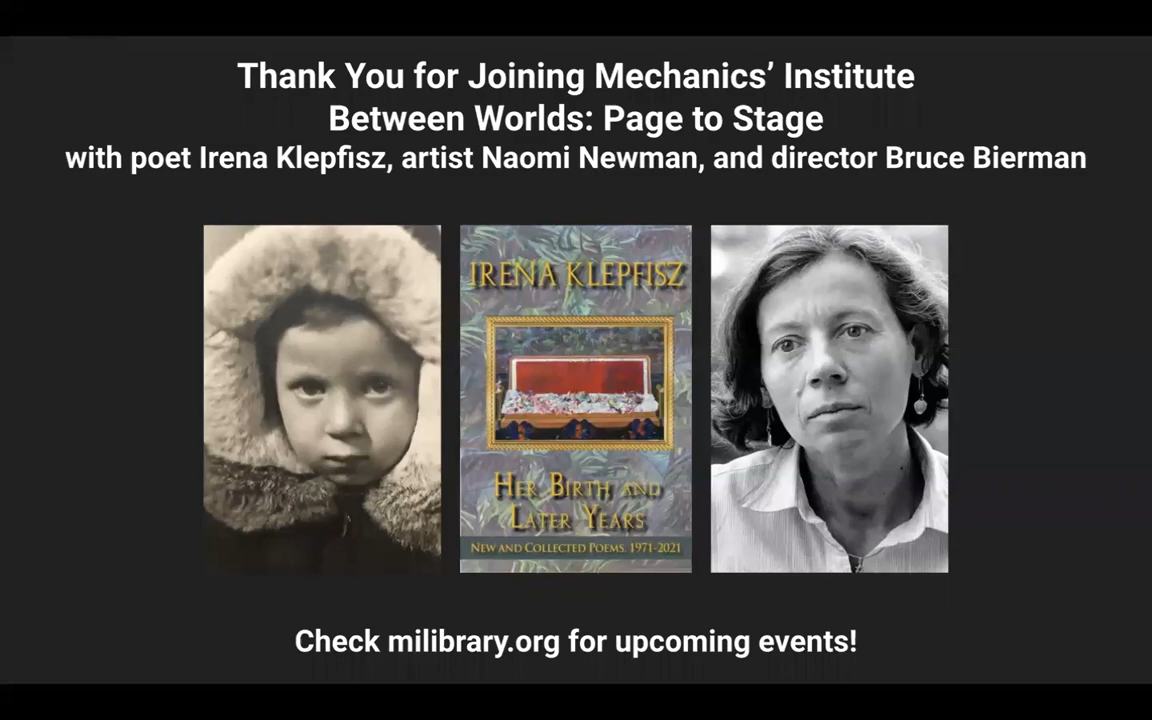 Thank You for Joining Mechanics’ Institute
Between Worlds: Page to Stage
with poet Irena Klepfisz, artist Naomi Newman, and director Bruce Bierman
IRENA KLEPFISZ
HER BIRTH AND
LATER YEARS
NEW AND COLLECTED POEMS, 1971-2021
Check milibrary.org for upcoming events!